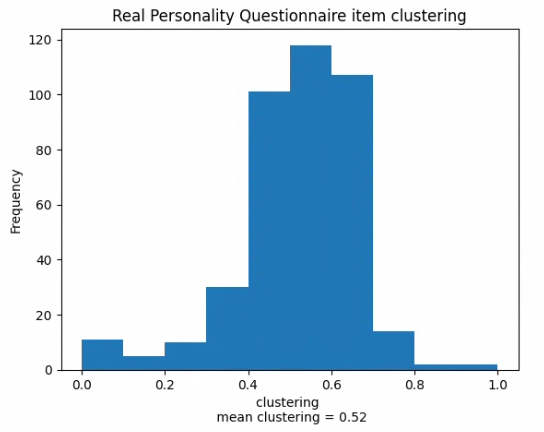 Real Personality Questionnaire item clustering
120
100
80
60
40
20
0
Frequency
0.0 0.2 0.4 0.6 0.8 1.0
clustering
mean clustering = 0.52